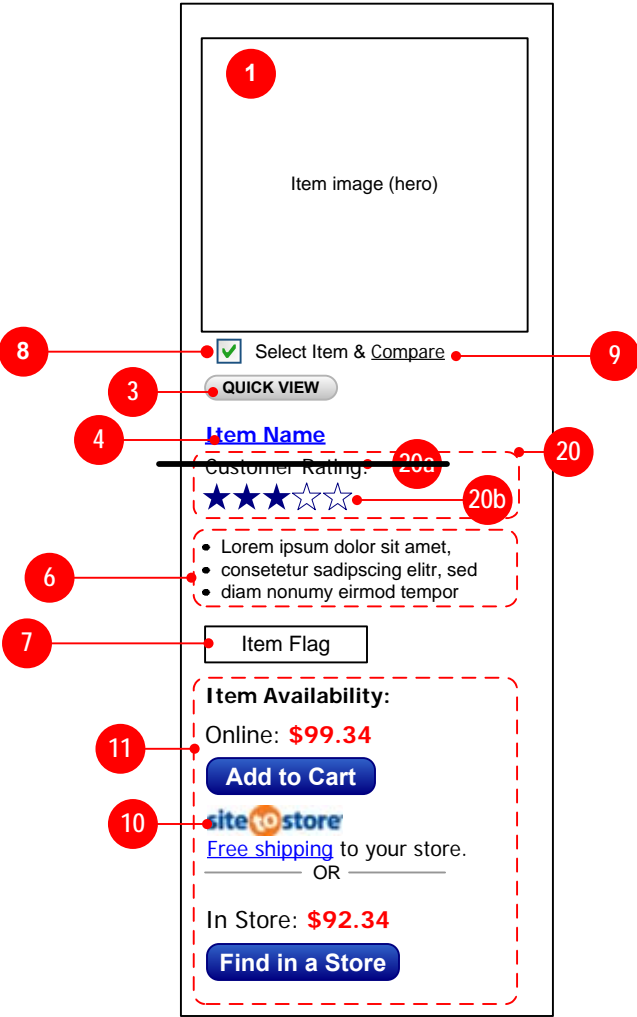 1
Item image (hero)
8
Select Item & Compare
9
3
QUICK VIEW
4
Item Name
20
Customer Rating:
20a
20b
6
Lorem ipsum dolor sit amet,
consetetur sadipscing elitr, sed
diam nonumy eirmod tempor
7
Item Flag
Item Availability:
11
Online: $99.34
Add to Cart
10
site to store
Free shipping to your store.
OR
In Store: $92.34
Find in a Store